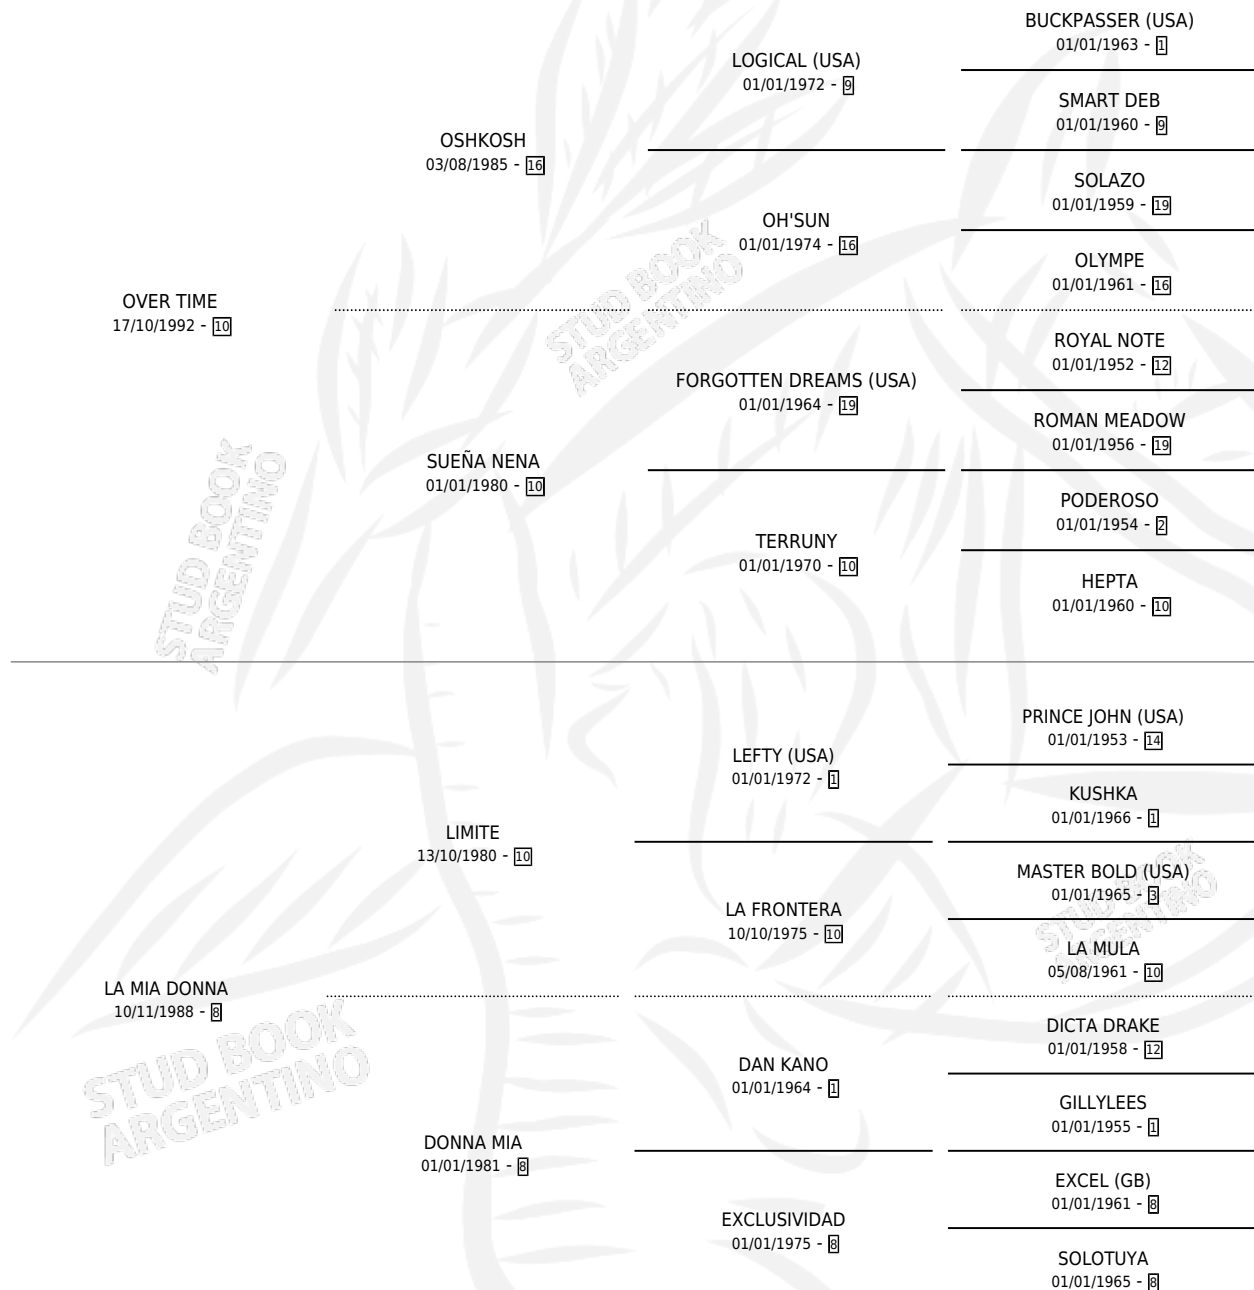 BUCKPASSER (USA)
01/01/1963 - 1
LOGICAL (USA)
01/01/1972 - 9
SMART DEB
01/01/1960 - 9
OSHKOSH
03/08/1985 - 16
SOLAZO
01/01/1959 - 19
OH'SUN
01/01/1974 - 16
OLYMPE
01/01/1961 - 16
OVER TIME
17/10/1992 - 10
ROYAL NOTE
01/01/1952 - 12
FORGOTTEN DREAMS (USA)
01/01/1964 - 19
ROMAN MEADOW
01/01/1956 - 19
SUEÑA NENA
01/01/1980 - 10
PODEROSO
01/01/1954 - 2
TERRUNY
01/01/1970 - 10
HEPTA
01/01/1960 - 10
PRINCE JOHN (USA)
01/01/1953 - 14
LEFTY (USA)
01/01/1972 - 1
KUSHKA
01/01/1966 - 1
LIMITE
13/10/1980 - 10
MASTER BOLD (USA)
01/01/1965 - 3
LA FRONTERA
10/10/1975 - 10
LA MULA
05/08/1961 - 10
LA MIA DONNA
10/11/1988 - 8
DICTA DRAKE
01/01/1958 - 12
DAN KANO
01/01/1964 - 1
GILLYLEES
01/01/1955 - 1
DONNA MIA
01/01/1981 - 8
EXCEL (GB)
01/01/1961 - 8
EXCLUSIVIDAD
01/01/1975 - 8
SOLOTUYA
01/01/1965 - 8
STUD BOOK
ARGENTINO
STUD BOOK
ARGENTINO
STUD BOOK
ARGENTINO
STUD BOOK
ARGENTINO